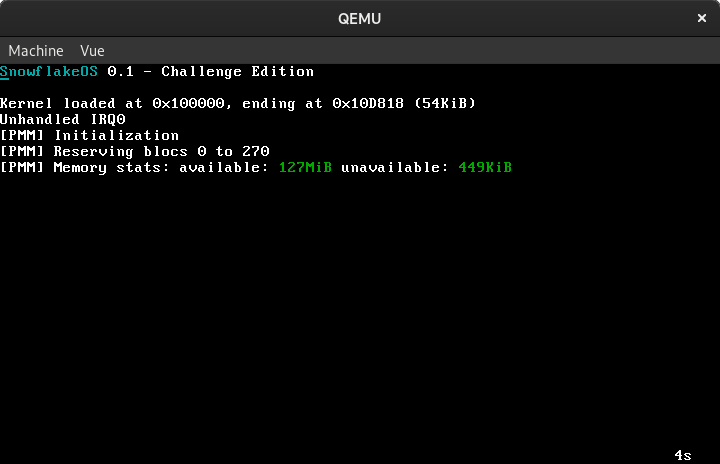 QEMU
×
Machine Vue
SnowflakeOS 0.1 - Challenge Edition
Kernel loaded at 0x100000, ending at 0x10D818 (54KiB)
Unhandled IRQ0
[PMM] Initialization
[PMM] Reserving blocs 0 to 270
[PMM] Memory stats: available: 127MiB unavailable: 449KiB
4s